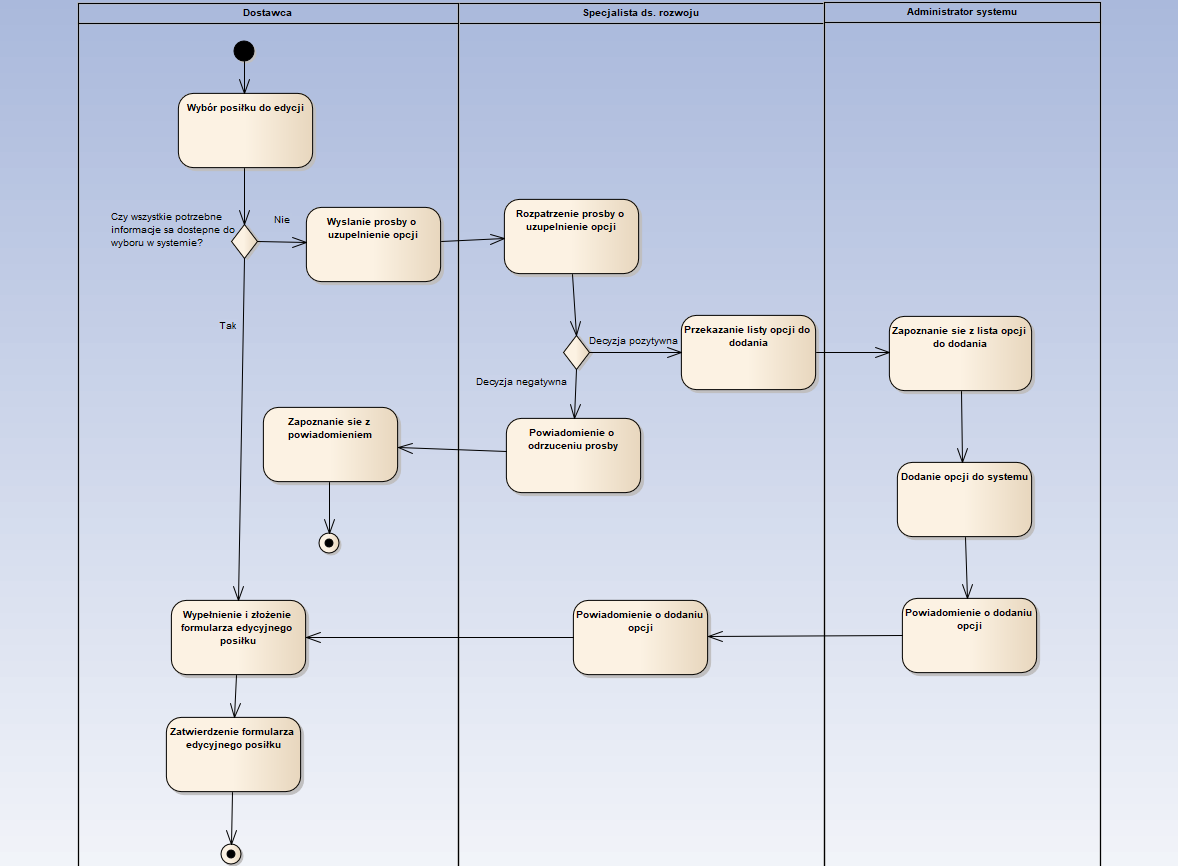 Dostawca
Specjalista ds. rozwoju
Administrator systemu
Wybór posiłku do edycji
Czy wszystkie potrzebne
informacje sa dostepne do
wyboru w systemie?
Nie
Wyslanie prosby o
uzupelnienie opcji
Rozpatrzenie prosby o
uzupelnienie opcji
Tak
Decyzja pozytywna
Przekazanie listy opcji do
dodania
Zapoznanie sie z lista opcji
do dodania
Decyzja negatywna
Zapoznanie sie z
powiadomieniem
Powiadomienie o
odrzuceniu prosby
Dodanie opcji do systemu
Wypełnienie i złożenie
formularza edycyjnego
posiłku
Powiadomienie o dodaniu
opcji
Powiadomienie o dodaniu
opcji
Zatwierdzenie formularza
edycyjnego posiłku